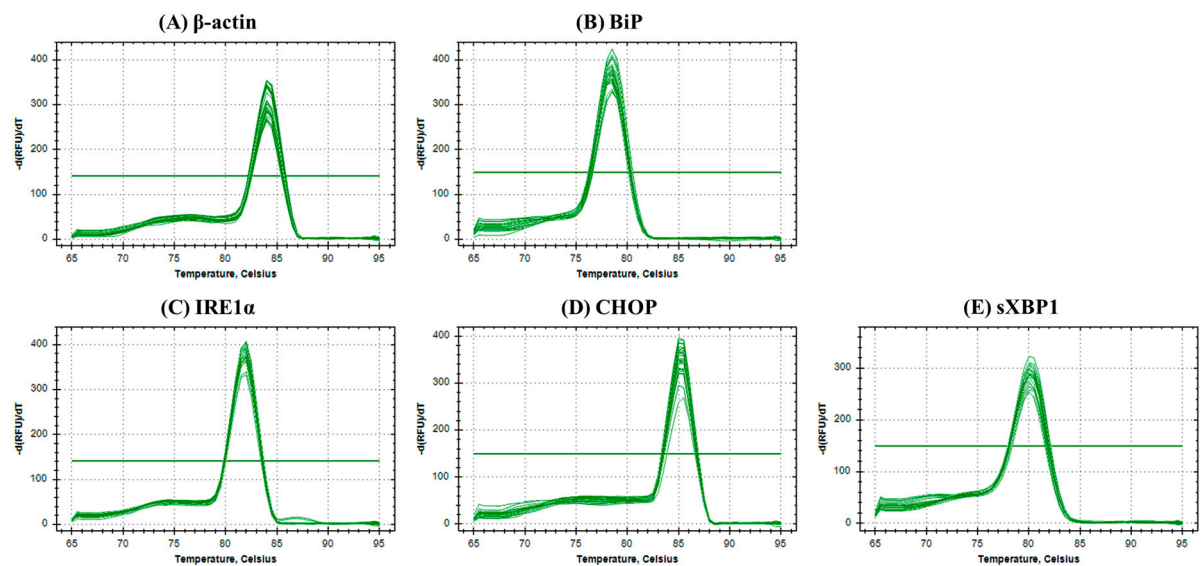 (A) β-actin
(B) BiP
400
300
200
100
0
-d(RFU)/dT
65 70 75 80 85 90 95
Temperature, Celsius
400
300
200
100
0
-d(RFU)/dT
65 70 75 80 85 90 95
Temperature, Celsius
(C) IRE1α
(D) CHOP
(E) sXBP1
400
300
200
100
0
-d(RFU)/dT
65 70 75 80 85 90 95
Temperature, Celsius
400
300
200
100
0
-d(RFU)/dT
65 70 75 80 85 90 95
Temperature, Celsius
300
200
100
0
-d(RFU)/dT
65 70 75 80 85 90 95
Temperature, Celsius